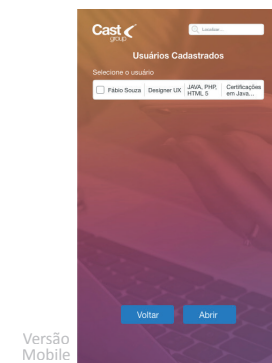 Cast
group
Localizar...
Usuários Cadastrados
Selecione o usuário
Fábio Souza
Designer UX
JAVA, PHP,
HTML 5
Certificações
em Java...
Voltar
Abrir
Versão
Mobile